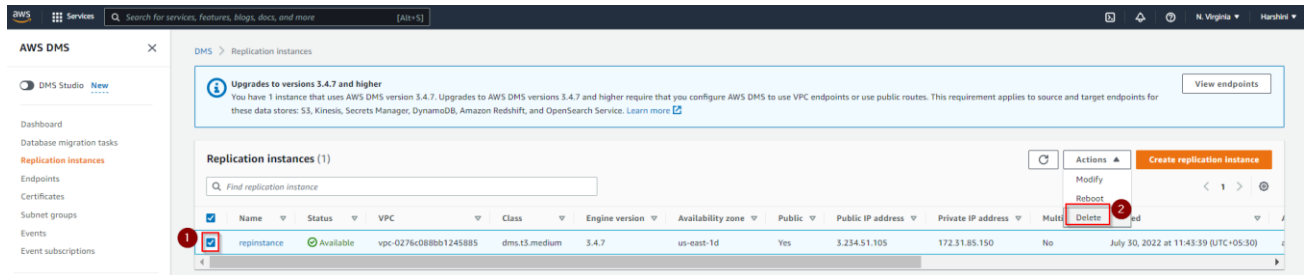 aws
Services
Search for services, features, blogs, docs, and more
[Alt+S]
N. Virginia
Harshini
AWS DMS
DMS Studio New
Dashboard
Database migration tasks
Replication instances
Endpoints
Certificates
Subnet groups
Events
Event subscriptions
DMS > Replication instances
Upgrades to versions 3.4.7 and higher
You have 1 instance that uses AWS DMS version 3.4.7. Upgrades to AWS DMS versions 3.4.7 and higher require that you configure AWS DMS to use VPC endpoints or use public routes. This requirement applies to source and target endpoints for
these data stores: S3, Kinesis, Secrets Manager, DynamoDB, Amazon Redshift, and OpenSearch Service. Learn more
View endpoints
Replication instances (1)
Actions
Create replication instance
Modify
Reboot
Delete
2
Find replication instance
< 1 >
Name Status VPC Class Engine version Availability zone Public Public IP address Private IP address Multi ed
1
repinstance Available vpc-0276c088bb1245885 dms.t3.medium 3.4.7 us-east-1d Yes 3.234.51.105 172.31.85.150 No July 30, 2022 at 11:43:39 (UTC+05:30)